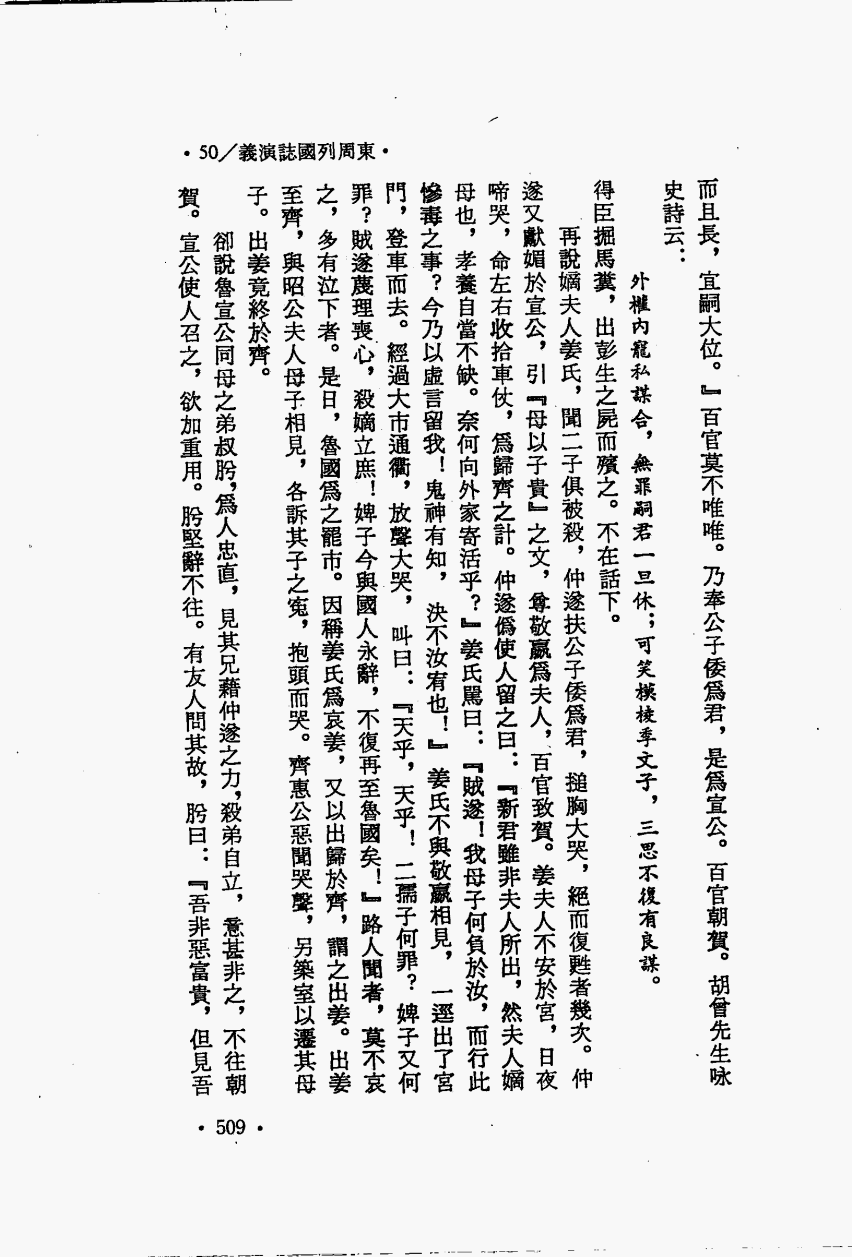 •50／義演誌國列周東•
而且長，宜嗣大位。』百官莫不唯唯。乃奉公子倭爲君，是爲宣公。百官朝賀。胡曾先生咏
史詩云：
外權內寵私謀合，無罪嗣君一旦休；可笑模棱季文子，三思不復有良謀。
得臣掘馬糞，出彭生之屍而殯之。不在話下。
再說嫡夫人姜氏，聞二子俱被殺，仲遂扶公子倭爲君，搥胸大哭，絕而復甦者幾次。仲
遂又獻媚於宣公，引『母以子貴』之文，尊敬嬴爲夫人，百官致賀。姜夫人不安於宮，日夜
啼哭，命左右收拾車仗，爲歸齊之計。仲遂僞使人留之曰：『新君雖非夫人所出，然夫人嫡
母也，孝養自當不缺。奈何向外家寄活乎？』姜氏罵曰：『賊遂！我母子何負於汝，而行此
慘毒之事？今乃以虛言留我！鬼神有知，決不汝宥也！』姜氏不與敬嬴相見，一逕出了宮
門，登車而去。經過大市通衢，放聲大哭，叫曰：『天乎，天乎！二孺子何罪？婢子又何
罪？賊遂蔑理喪心，殺嫡立庶！婢子今與國人永辭，不復再至魯國矣！』路人聞者，莫不哀
之，多有泣下者。是日，魯國爲之罷市。因稱姜氏爲哀姜，又以出歸於齊，謂之出姜。出姜
至齊，與昭公夫人母子相見，各訴其子之寃，抱頭而哭。齊惠公惡聞哭聲，另築室以遷其母
子。出姜竟終於齊。
卻說魯宣公同母之弟叔肸，爲人忠直，見其兄藉仲遂之力，殺弟自立，意甚非之，不往朝
賀。宣公使人召之，欲加重用。肸堅辭不往。有友人問其故，肸曰：『吾非惡富貴，但見吾
•509•